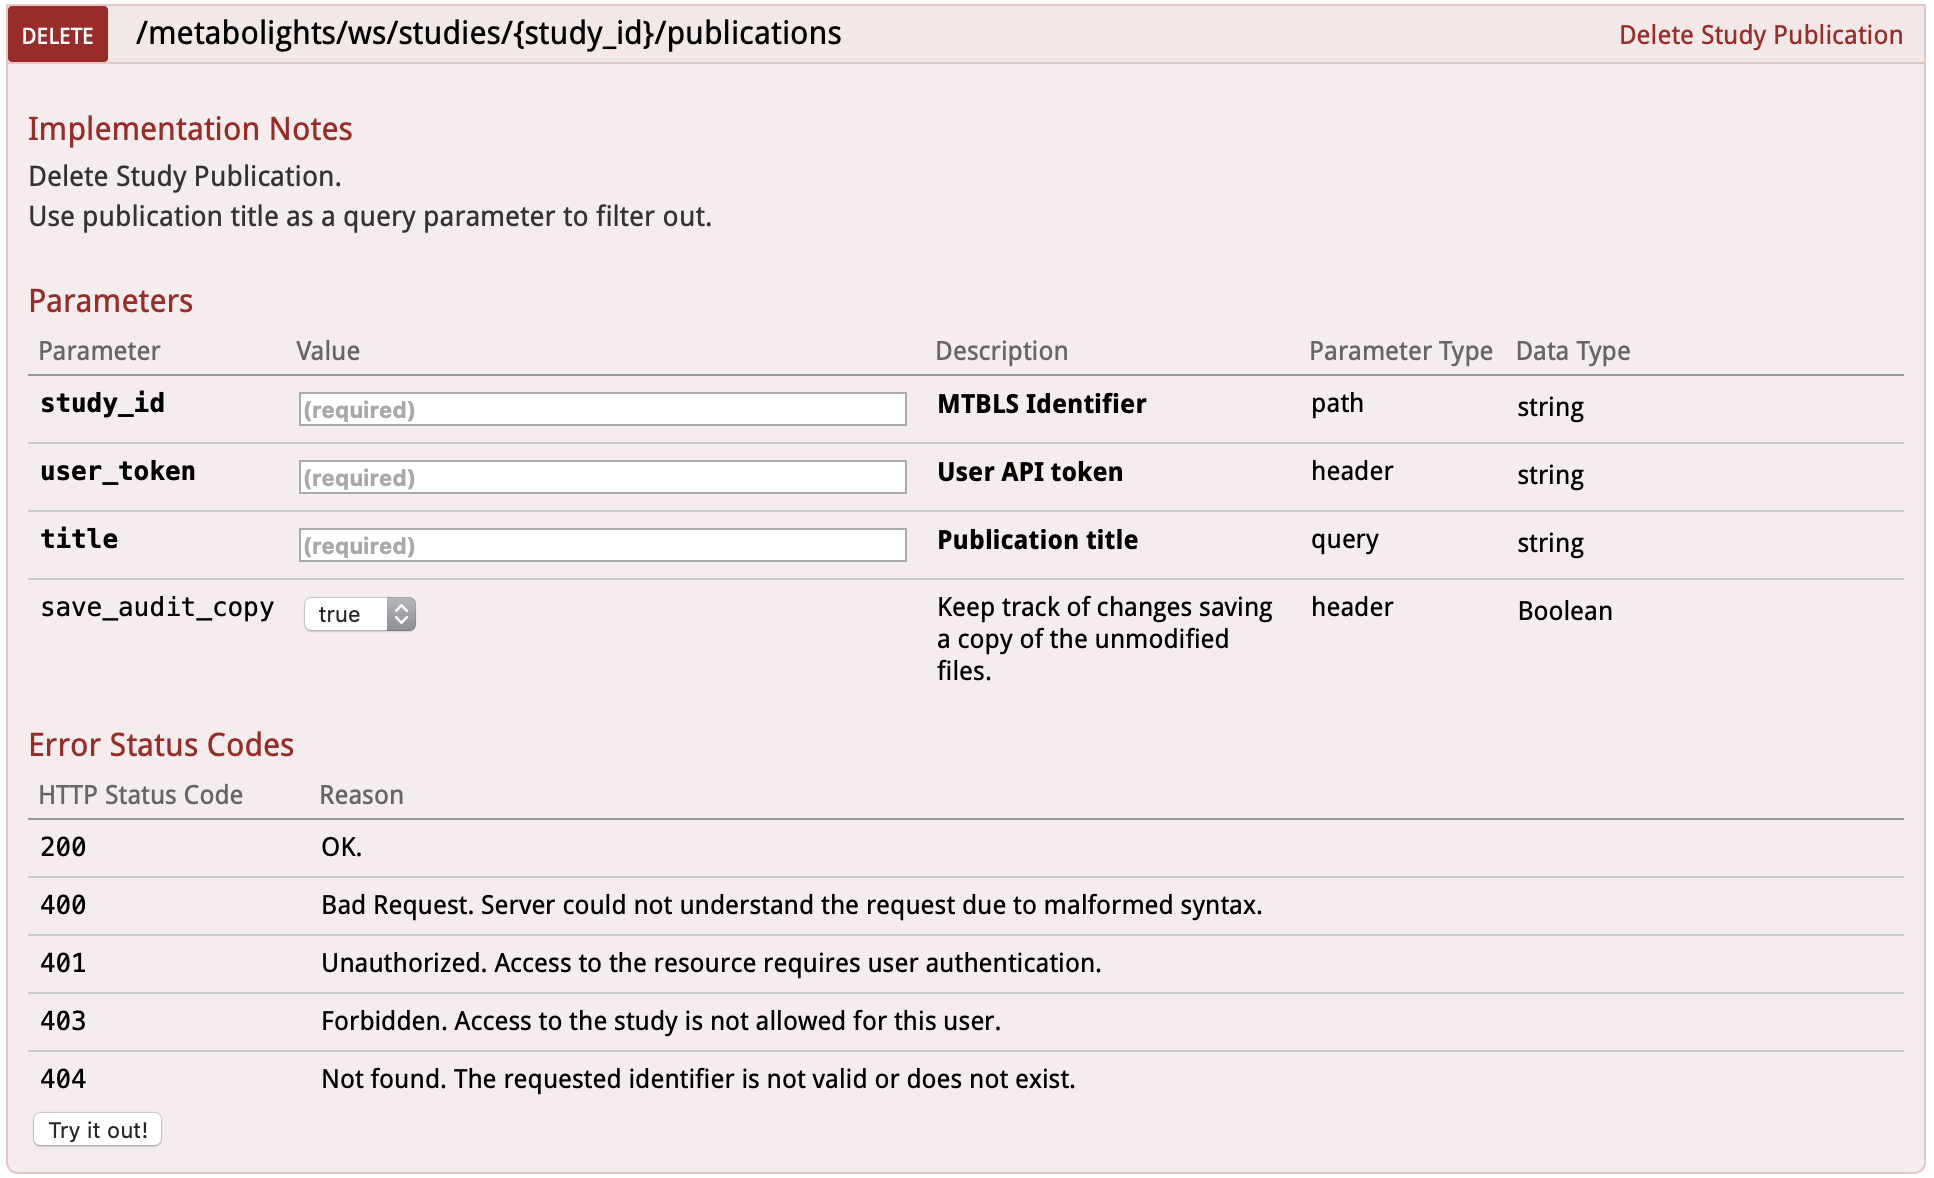 DELETE /metabolights/ws/studies/{study_id}/publications Delete Study Publication
Implementation Notes
Delete Study Publication.
Use publication title as a query parameter to filter out.
Parameters
Parameter Value Description Parameter Type Data Type
study_id (required) MTBLS Identifier path string
user_token (required) User API token header string
title (required) Publication title query string
save_audit_copy true Keep track of changes saving header Boolean
a copy of the unmodified
files.
Error Status Codes
HTTP Status Code Reason
200 OK.
400 Bad Request. Server could not understand the request due to malformed syntax.
401 Unauthorized. Access to the resource requires user authentication.
403 Forbidden. Access to the study is not allowed for this user.
404 Not found. The requested identifier is not valid or does not exist.
Try it out!